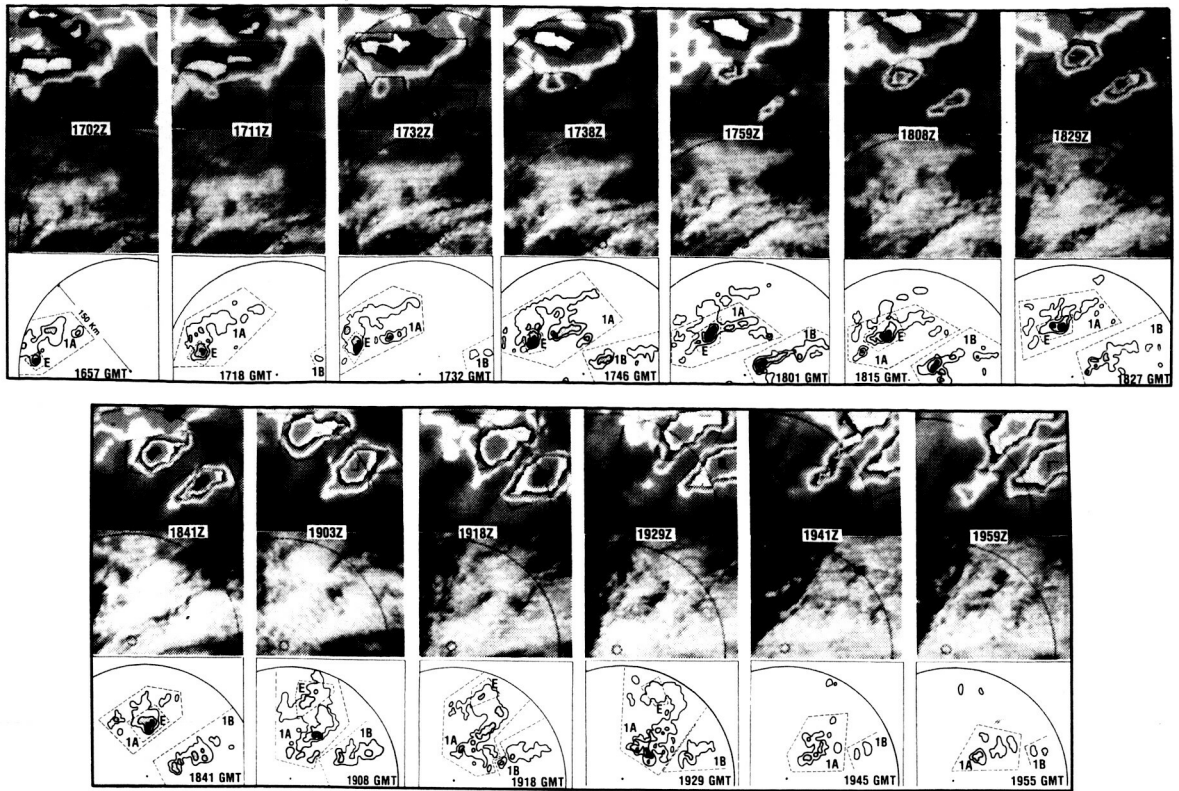 1702Z
1711Z
1732Z
1738Z
1759Z
1808Z
1829Z
150 Km
1A
E
1657 GMT
1A
E
1B
1718 GMT
1A
E
1B
1732 GMT
1A
E
1B
1746 GMT
1A
E
1B
71801 GMT
E
1A
1B
1815 GMT
E
1A
1B
1827 GMT
1841Z
1903Z
1918Z
1929Z
1941Z
1959Z
E
1A
1B
1841 GMT
E
1A
1B
1908 GMT
E
1A
1B
1918 GMT
E
1A
1B
1929 GMT
1B
1A
1945 GMT
1A
1B
1955 GMT